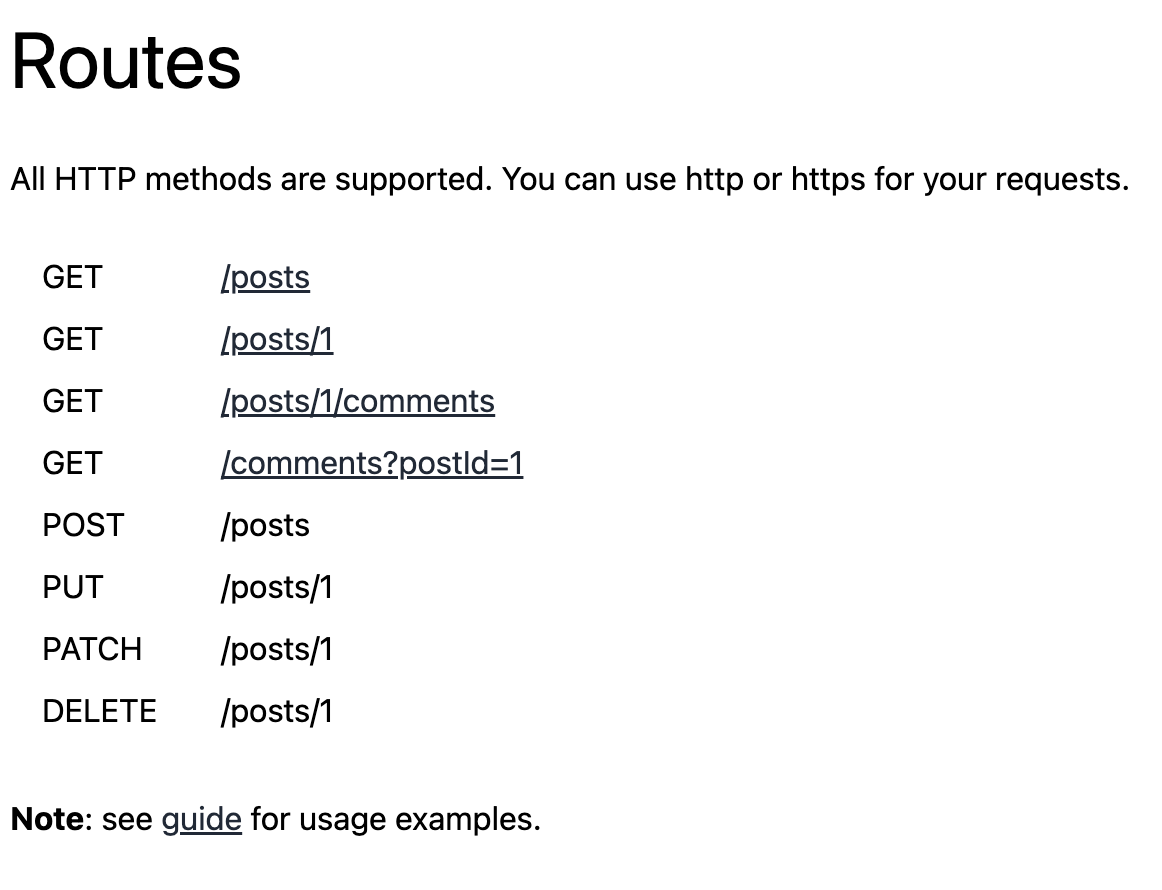 Routes
All HTTP methods are supported. You can use http or https for your requests.
GET /posts
GET /posts/1
GET /posts/1/comments
GET /comments?postId=1
POST /posts
PUT /posts/1
PATCH /posts/1
DELETE /posts/1
Note: see guide for usage examples.